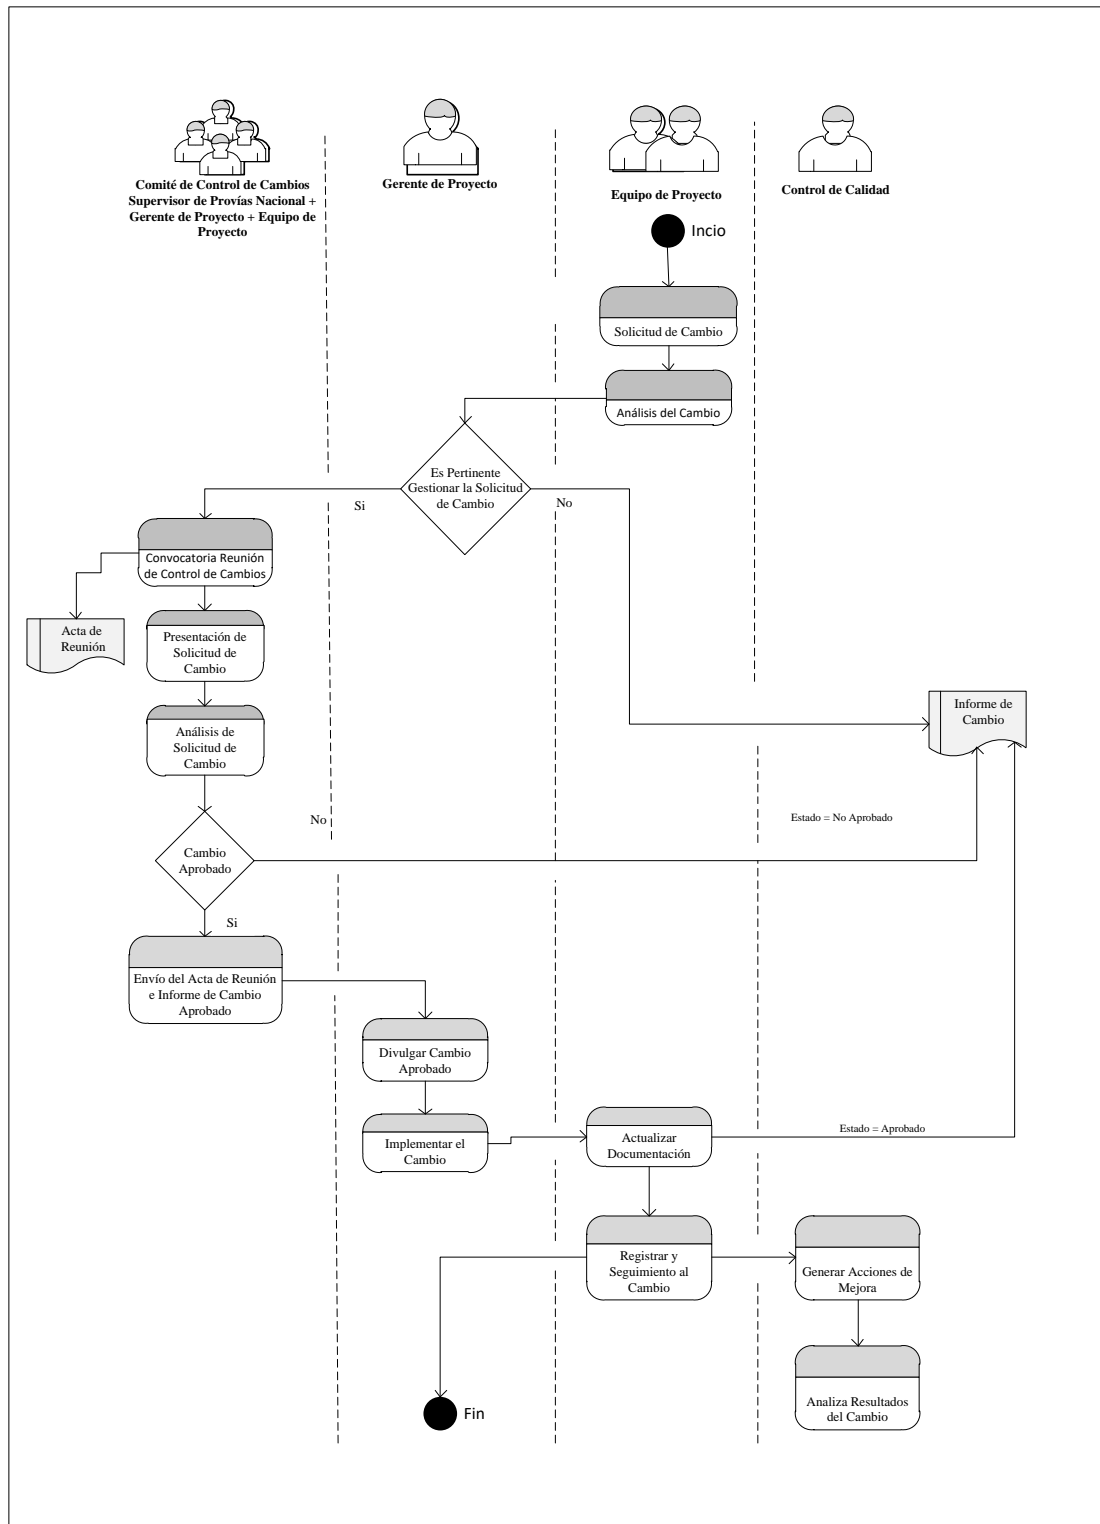 Comité de Control de Cambios
Supervisor de Provías Nacional +
Gerente de Proyecto + Equipo de
Proyecto
Gerente de Proyecto
Equipo de Proyecto
Control de Calidad
Incio
Solicitud de Cambio
Análisis del Cambio
Es Pertinente
Gestionar la Solicitud
de Cambio
Si
No
Convocatoria Reunión
de Control de Cambios
Acta de
Reunión
Presentación de
Solicitud de
Cambio
Análisis de
Solicitud de
Cambio
Informe de
Cambio
No
Estado = No Aprobado
Cambio
Aprobado
Si
Envío del Acta de Reunión
e Informe de Cambio
Aprobado
Divulgar Cambio
Aprobado
Implementar el
Cambio
Actualizar
Documentación
Estado = Aprobado
Registrar y
Seguimiento al
Cambio
Generar Acciones de
Mejora
Analiza Resultados
del Cambio
Fin